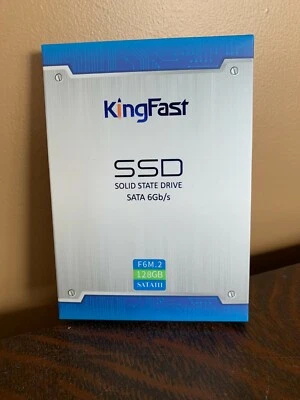 KingFast
SSD
SOLID STATE DRIVE
SATA 6Gb/s
F6M.2
128GB
SATAIII